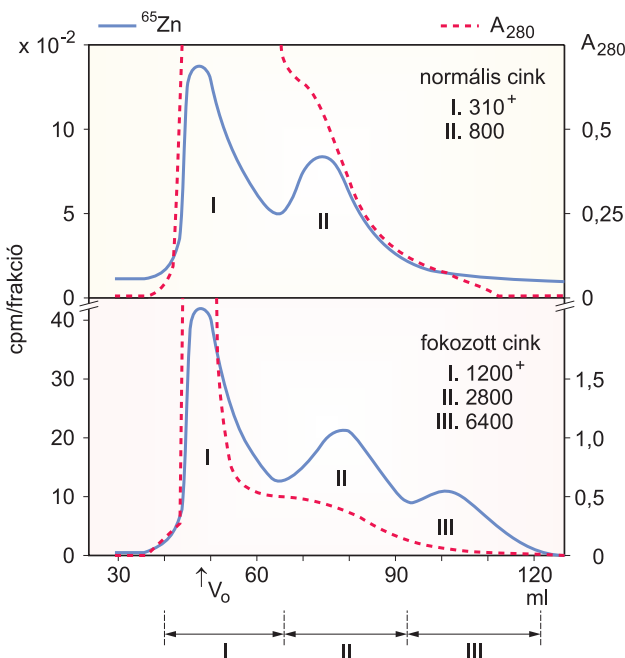 ⁶⁵Zn A₂₈₀
x 10⁻² A₂₈₀
normális cink
I. 310⁺
II. 800
10 0,5
I II
5 0,25
0 0
cpm/frakció
40
fokozott cink
I. 1200⁺
II. 2800
III. 6400
30 1,5
20 1,0
I II III
10 0,5
0 0
30 60 90 120
↑V₀ ml
I II III